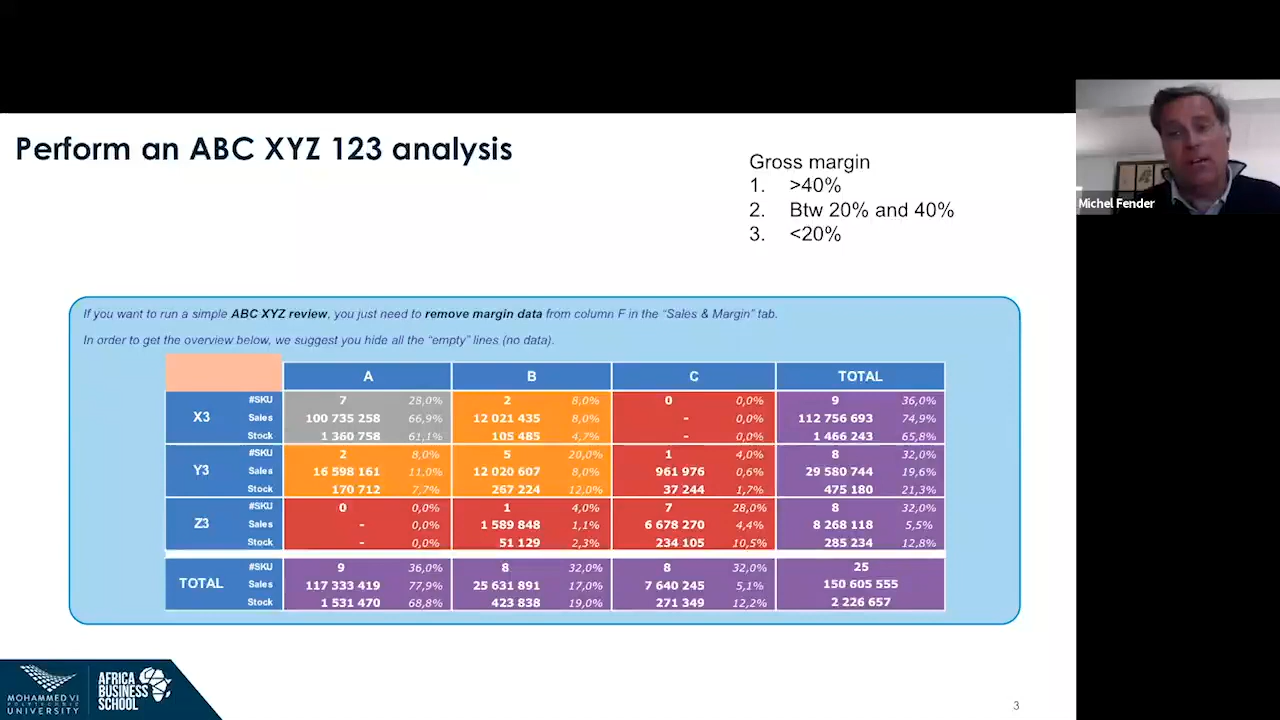 Perform an ABC XYZ 123 analysis
Gross margin
1. >40%
2. Btw 20% and 40%
3. <20%
Michel Fender
If you want to run a simple ABC XYZ review, you just need to remove margin data from column F in the "Sales & Margin" tab.
In order to get the overview below, we suggest you hide all the "empty" lines (no data).
A B C TOTAL
X3
#SKU 7 28,0% 2 8,0% 0 0,0% 9 36,0%
Sales 100 735 258 66,9% 12 021 435 8,0% - 0,0% 112 756 693 74,9%
Stock 1 360 758 61,1% 105 485 4,7% - 0,0% 1 466 243 65,8%
Y3
#SKU 2 8,0% 5 20,0% 1 4,0% 8 32,0%
Sales 16 598 161 11,0% 12 020 607 8,0% 961 976 0,6% 29 580 744 19,6%
Stock 170 712 7,7% 267 224 12,0% 37 244 1,7% 475 180 21,3%
Z3
#SKU 0 0,0% 1 4,0% 7 28,0% 8 32,0%
Sales - 0,0% 1 589 848 1,1% 6 678 270 4,4% 8 268 118 5,5%
Stock - 0,0% 51 129 2,3% 234 105 10,5% 285 234 12,8%
TOTAL
#SKU 9 36,0% 8 32,0% 8 32,0% 25
Sales 117 333 419 77,9% 25 631 891 17,0% 7 640 245 5,1% 150 605 555
Stock 1 531 470 68,8% 423 838 19,0% 271 349 12,2% 2 226 657
MOHAMMED VI
POLYTECHNIC
UNIVERSITY
AFRICA
BUSINESS
SCHOOL
3